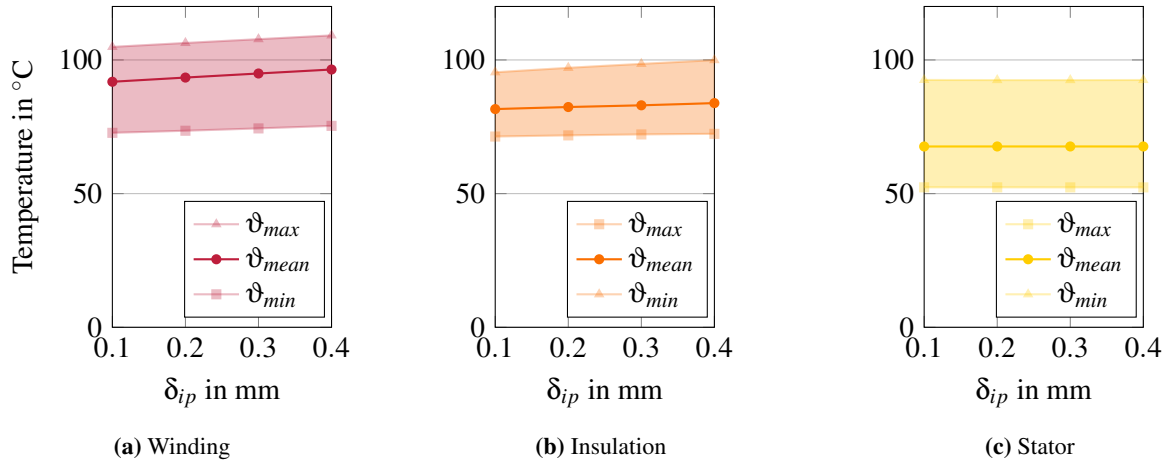 Temperature in °C
100
50
0
ϑmax
ϑmean
ϑmin
0.1 0.2 0.3 0.4
δip in mm
(a) Winding
100
50
0
ϑmax
ϑmean
ϑmin
0.1 0.2 0.3 0.4
δip in mm
(b) Insulation
100
50
0
ϑmax
ϑmean
ϑmin
0.1 0.2 0.3 0.4
δip in mm
(c) Stator